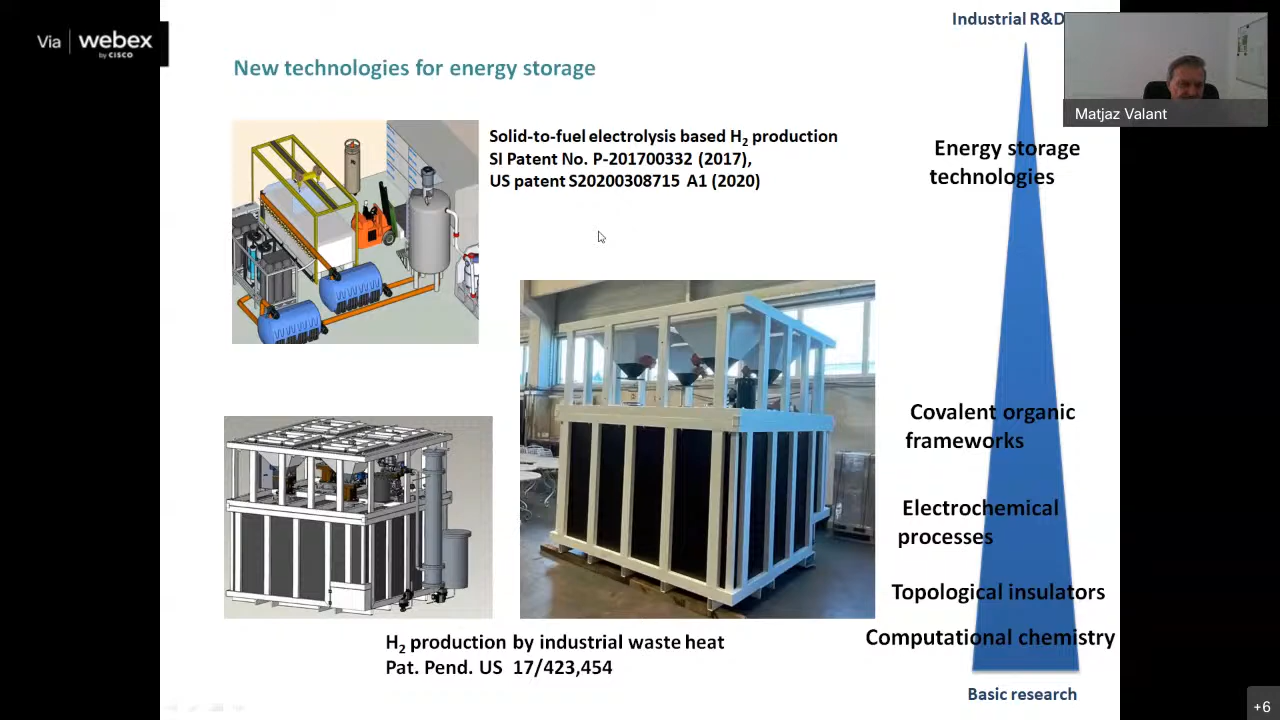 Via webex
by CISCO
New technologies for energy storage
Solid-to-fuel electrolysis based H2 production
SI Patent No. P-201700332 (2017),
US patent S20200308715 A1 (2020)
H2 production by industrial waste heat
Pat. Pend. US 17/423,454
Industrial R&D
Energy storage
technologies
Covalent organic
frameworks
Electrochemical
processes
Topological insulators
Computational chemistry
Basic research
Matjaz Valant
+6